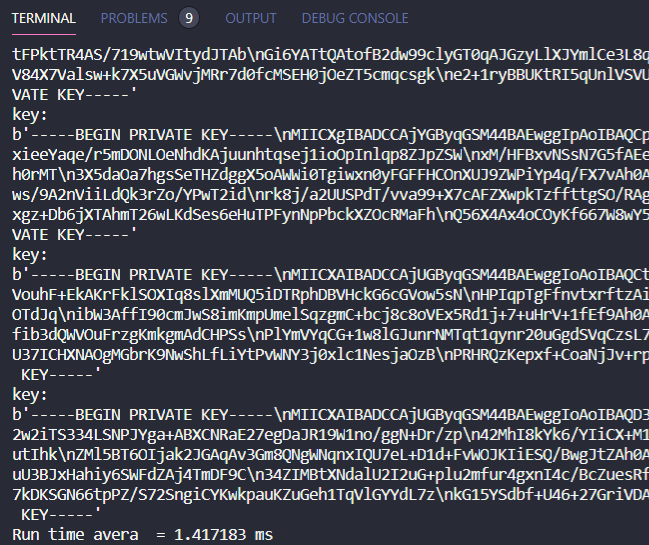 TERMINAL PROBLEMS 9 OUTPUT DEBUG CONSOLE
tFPktTR4AS/719wtwVItydJTAb\nGi6YATtQAtofB2dw99clyGT0qAJGzyLlXJYmlCe3L8q
V84X7Valsw+k7X5uVGWvjMRr7d0fcMSEH0jOeZT5cmqcsgk\ne2+1ryBBUKtRI5qUnlVSVU
VATE KEY-----'
key:
b'-----BEGIN PRIVATE KEY-----\nMIICXgIBADCCAjYGByqGSM44BAEwggIpAoIBAQCp
xieeYaqe/r5mDONLOeNhdKAjuunhtqsej1ioOpInlqp8ZJpZSW\nxM/HFBxvNSsN7G5fAEe
h0rMT\n3X5daOa7hgsSeTHZdggX5oAWWi0Tgiwxn0yFGFFHCOnXUJ9ZWPiYp4q/FX7vAh0A
ws/9A2nViiLdQk3rZo/YPwT2id\nrk8j/a2UUSPdT/vva99+X7cAFZXwpkTzffttgSO/RAg
xgz+Db6jXTAhmT26wLKdSes6eHuTPFynNpPbckXZOcRMaFh\nQ56X4Ax4oCOyKf667W8wY5
VATE KEY-----'
key:
b'-----BEGIN PRIVATE KEY-----\nMIICXAIBADCCAjUGByqGSM44BAEwggIoAoIBAQCt
VouhF+EkAKrFklSOXIq8slXmMUQ5iDTRphDBVHckG6cGVow5sN\nHPIqpTgFfnvtxrftzAi
OTdJq\nibW3AffI90cmJwS8imKmpUmelSqzgmC+bcj8c8oVEx5Rd1j+7+uHrV+1fEf9Ah0A
fib3dQWVOuFrzgKmkgmAdCHPSs\nPlYmVYqCG+1w8lGJunrNMTqt1qynr20uGgdSVqCzsL7
U37ICHXNAOgMGbrK9NwShLfLiYtPvWNY3j0xlc1NesjaOzB\nPRHRQzKepxf+CoaNjJv+rp
KEY-----'
key:
b'-----BEGIN PRIVATE KEY-----\nMIICXAIBADCCAjUGByqGSM44BAEwggIoAoIBAQD3
2w2iTS334LSNPJYga+ABXCNRaE27egDaJR19W1no/ggN+Dr/zp\n42MhI8kYk6/YIiCX+M1
utIhk\nZMl5BT6OIjak2JGAqAv3Gm8QNgWNqnxIQU7eL+D1d+FvWOJKIiESQ/BwgJtZAh0A
uU3BJxHahiy6SWFdZAj4TmDF9C\n34ZIMBtXNdalU2I2uG+plu2mfur4gxnI4c/BcZuesRf
7kDKSGN66tpPZ/S72SngiCYKwkpauKZuGeh1TqVlGYYdL7z\nkG15YSdbf+U46+27GriVDA
KEY-----'
Run time avera = 1.417183 ms